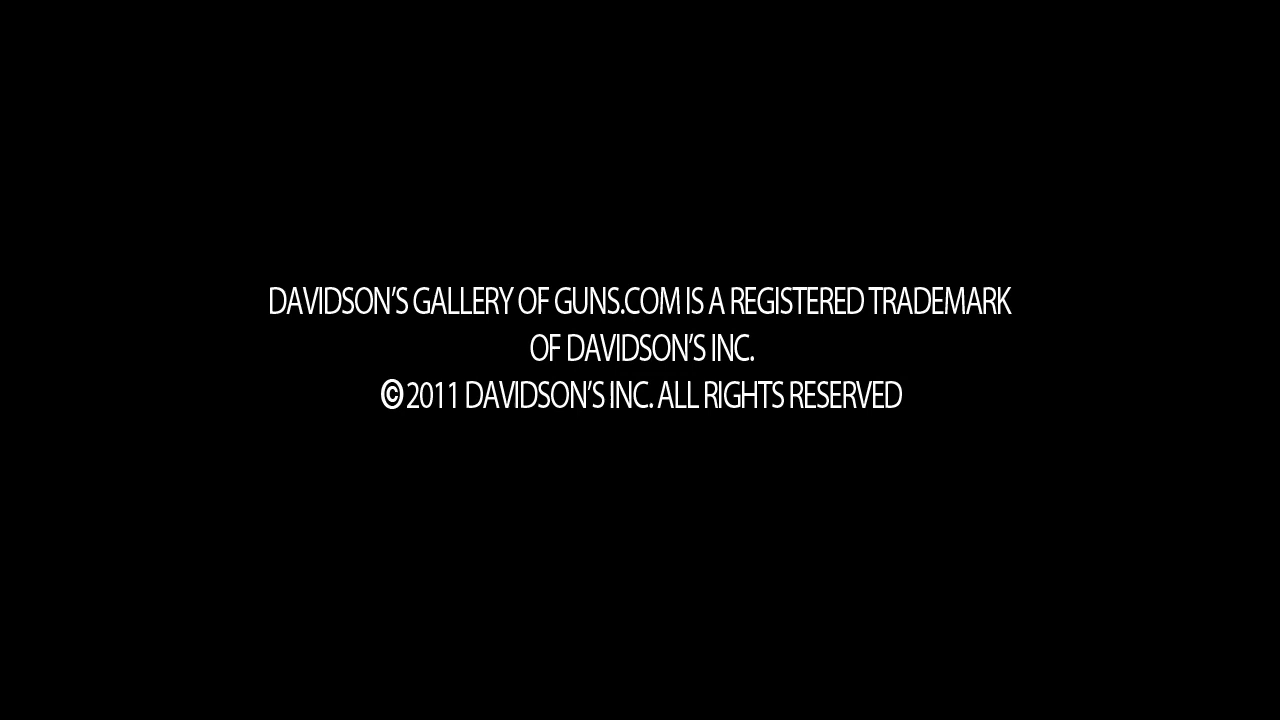 DAVIDSON’S GALLERY OF GUNS.COM IS A REGISTERED TRADEMARK
OF DAVIDSON’S INC.
©2011 DAVIDSON’S INC. ALL RIGHTS RESERVED